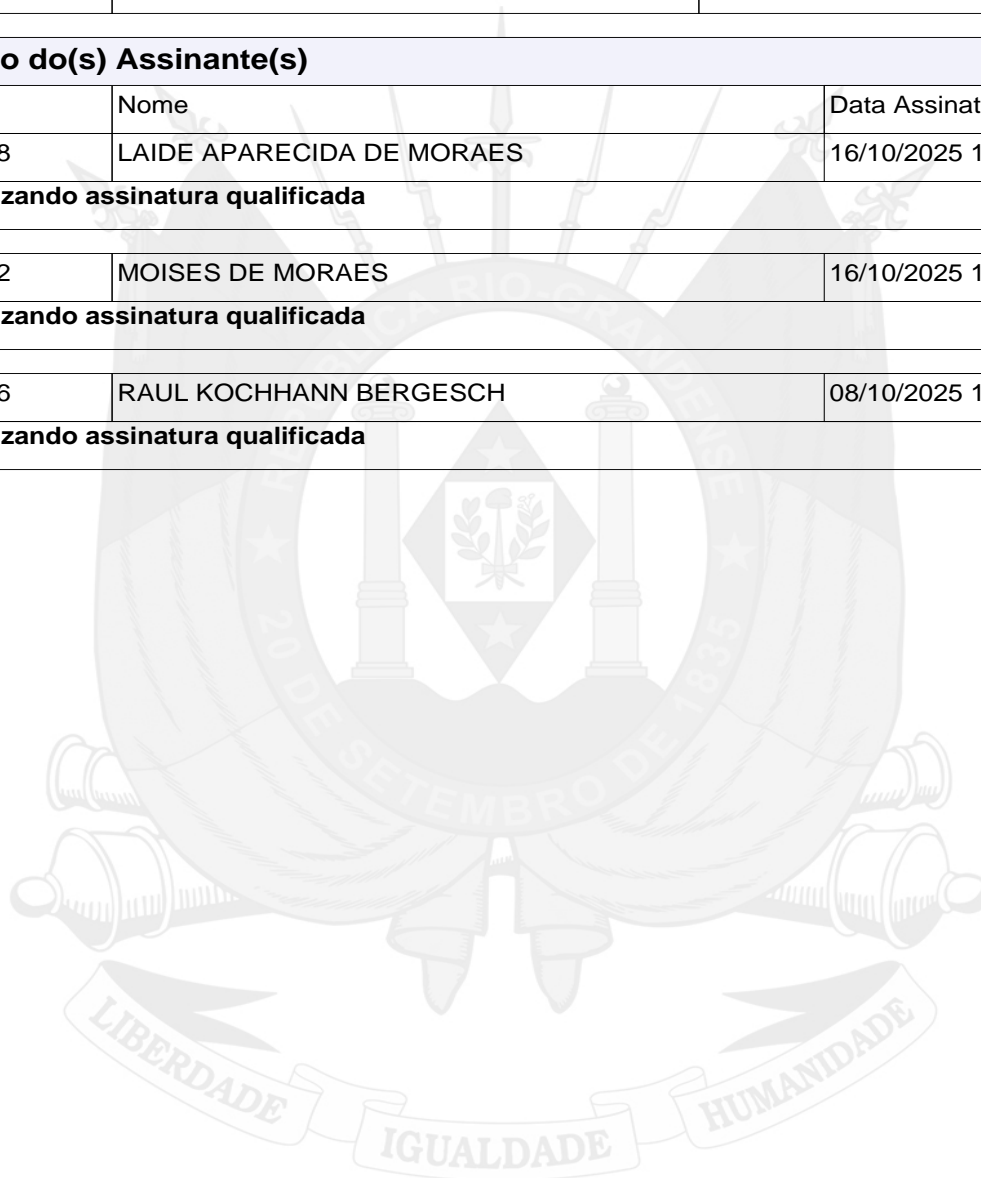 o do(s) Assinante(s)
Nome Data Assinat
8 LAIDE APARECIDA DE MORAES 16/10/2025 1
zando assinatura qualificada
2 MOISES DE MORAES 16/10/2025 1
zando assinatura qualificada
6 RAUL KOCHHANN BERGESCH 08/10/2025 1
zando assinatura qualificada
REPÚBLICA RIO-GRANDENSE
20 DE SETEMBRO DE 1835
LIBERDADE IGUALDADE HUMANIDADE